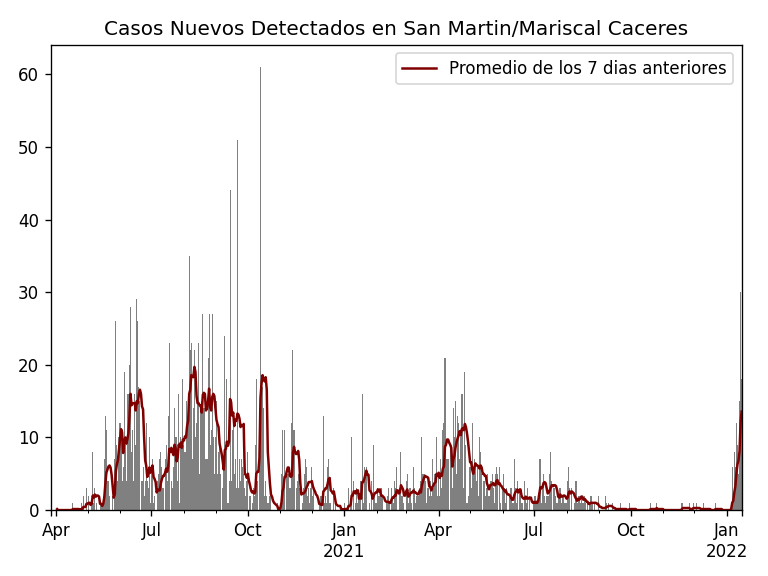 Casos Nuevos Detectados en San Martin/Mariscal Caceres
Promedio de los 7 dias anteriores
60
50
40
30
20
10
0
Apr Jul Oct Jan Apr Jul Oct Jan
2021 2022